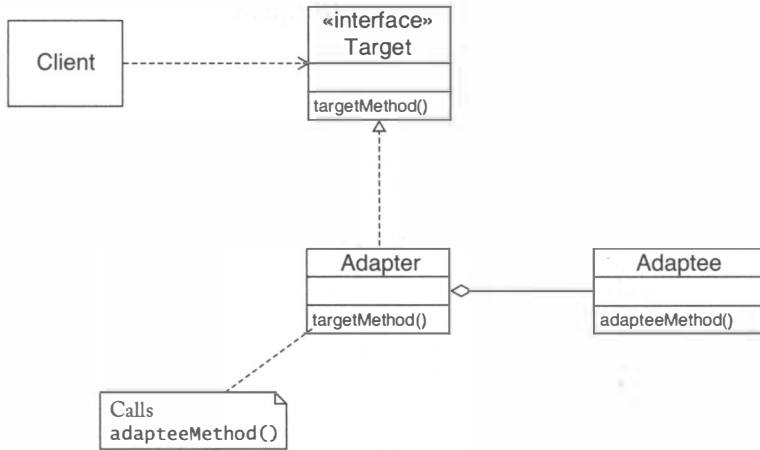 Client
«interface»
Target
targetMethod()
Adapter
targetMethod()
Adaptee
adapteeMethod()
Calls
adapteeMethod()